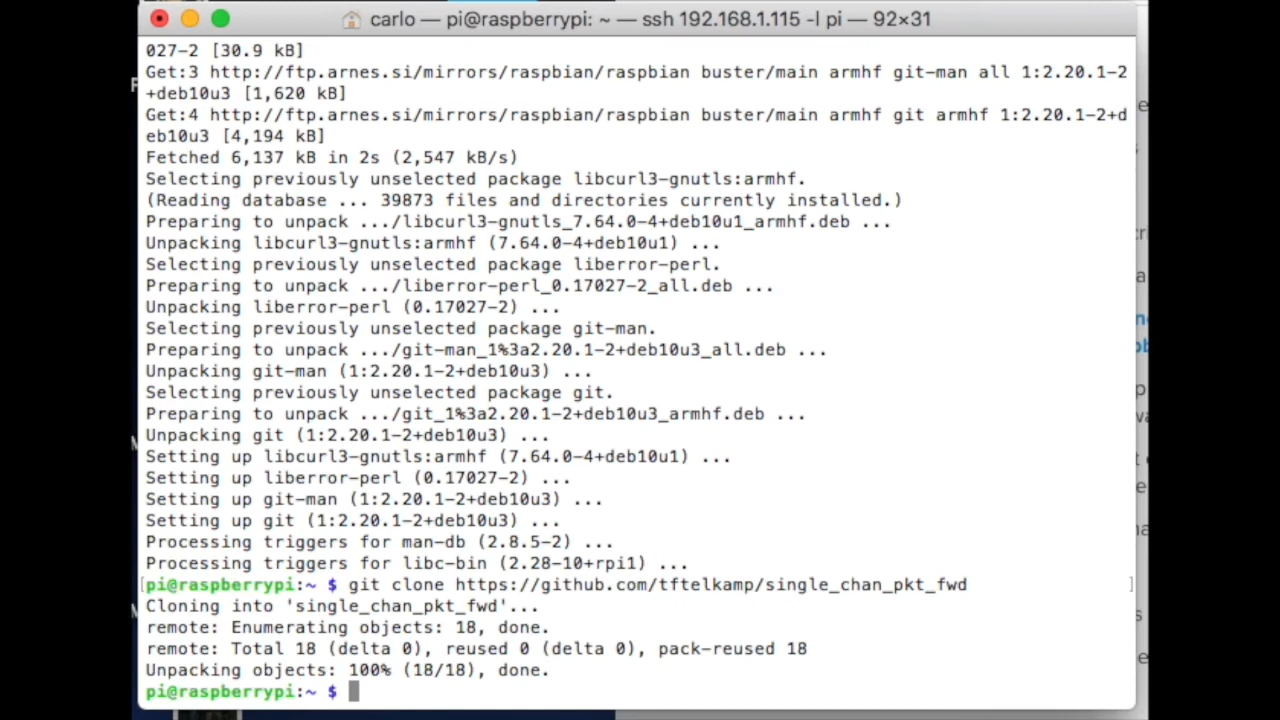 carlo — pi@raspberrypi: ~ — ssh 192.168.1.115 -l pi — 92×31
027-2 [30.9 kB]
Get:3 http://ftp.arnes.si/mirrors/raspbian/raspbian buster/main armhf git-man all 1:2.20.1-2
+deb10u3 [1,620 kB]
Get:4 http://ftp.arnes.si/mirrors/raspbian/raspbian buster/main armhf git armhf 1:2.20.1-2+d
eb10u3 [4,194 kB]
Fetched 6,137 kB in 2s (2,547 kB/s)
Selecting previously unselected package libcurl3-gnutls:armhf.
(Reading database ... 39873 files and directories currently installed.)
Preparing to unpack .../libcurl3-gnutls_7.64.0-4+deb10u1_armhf.deb ...
Unpacking libcurl3-gnutls:armhf (7.64.0-4+deb10u1) ...
Selecting previously unselected package liberror-perl.
Preparing to unpack .../liberror-perl_0.17027-2_all.deb ...
Unpacking liberror-perl (0.17027-2) ...
Selecting previously unselected package git-man.
Preparing to unpack .../git-man_1%3a2.20.1-2+deb10u3_all.deb ...
Unpacking git-man (1:2.20.1-2+deb10u3) ...
Selecting previously unselected package git.
Preparing to unpack .../git_1%3a2.20.1-2+deb10u3_armhf.deb ...
Unpacking git (1:2.20.1-2+deb10u3) ...
Setting up libcurl3-gnutls:armhf (7.64.0-4+deb10u1) ...
Setting up liberror-perl (0.17027-2) ...
Setting up git-man (1:2.20.1-2+deb10u3) ...
Setting up git (1:2.20.1-2+deb10u3) ...
Processing triggers for man-db (2.8.5-2) ...
Processing triggers for libc-bin (2.28-10+rpi1) ...
[pi@raspberrypi:~ $ git clone https://github.com/tftelkamp/single_chan_pkt_fwd ]
Cloning into 'single_chan_pkt_fwd'...
remote: Enumerating objects: 18, done.
remote: Total 18 (delta 0), reused 0 (delta 0), pack-reused 18
Unpacking objects: 100% (18/18), done.
pi@raspberrypi:~ $